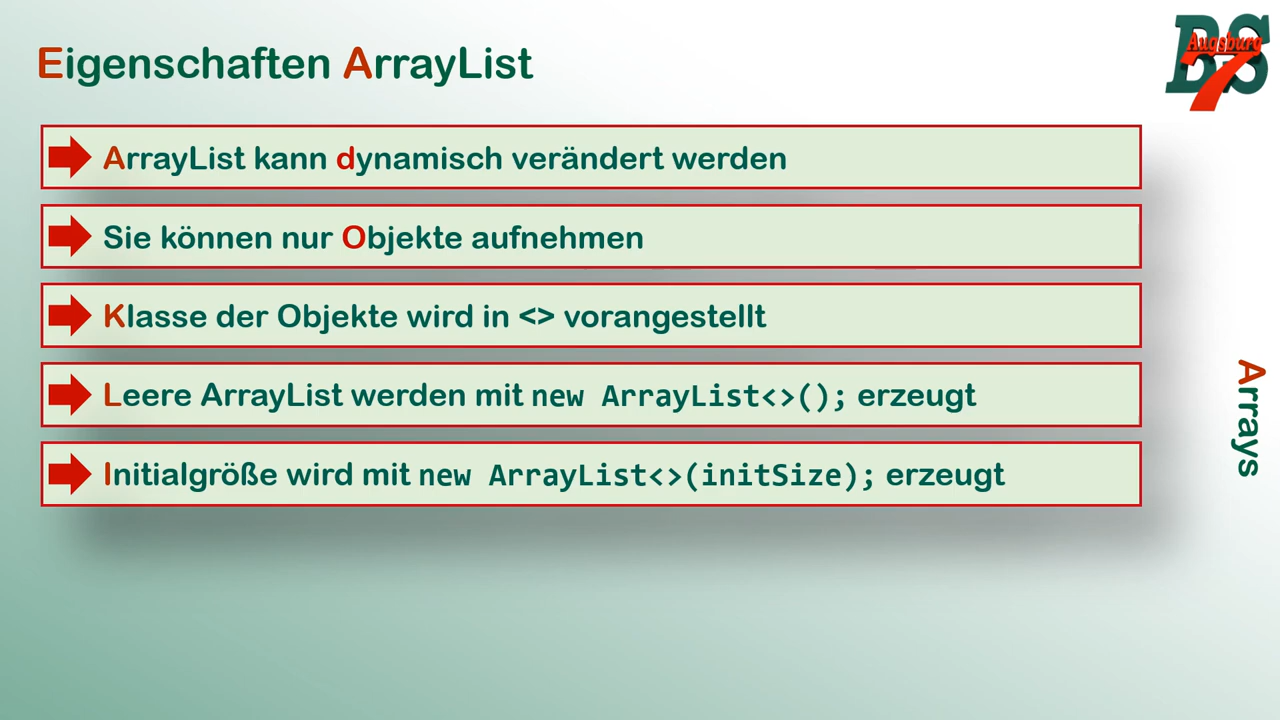 Eigenschaften ArrayList
BS
Augsburg
7
ArrayList kann dynamisch verändert werden
Sie können nur Objekte aufnehmen
Klasse der Objekte wird in <> vorangestellt
Leere ArrayList werden mit new ArrayList<>(); erzeugt
Initialgröße wird mit new ArrayList<>(initSize); erzeugt
Arrays